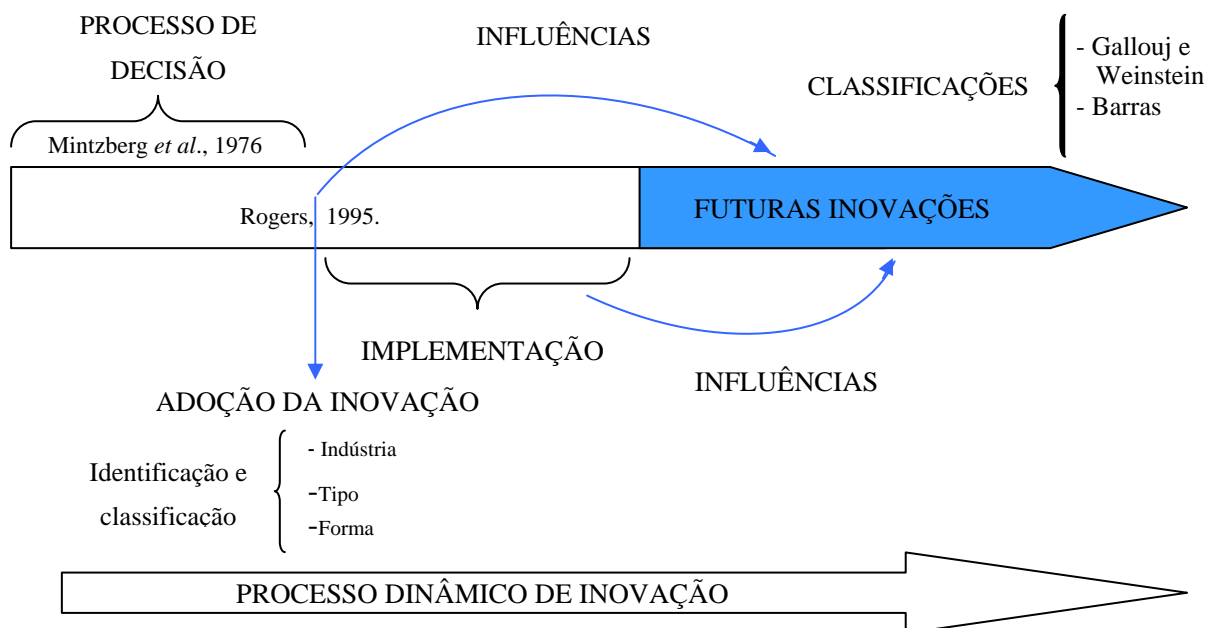 PROCESSO DE
DECISÃO
Mintzberg et al., 1976
INFLUÊNCIAS
CLASSIFICAÇÕES
- Gallouj e
Weinstein
- Barras
Rogers, 1995.
FUTURAS INOVAÇÕES
IMPLEMENTAÇÃO
INFLUÊNCIAS
ADOÇÃO DA INOVAÇÃO
Identificação e
classificação
- Indústria
-Tipo
-Forma
PROCESSO DINÂMICO DE INOVAÇÃO